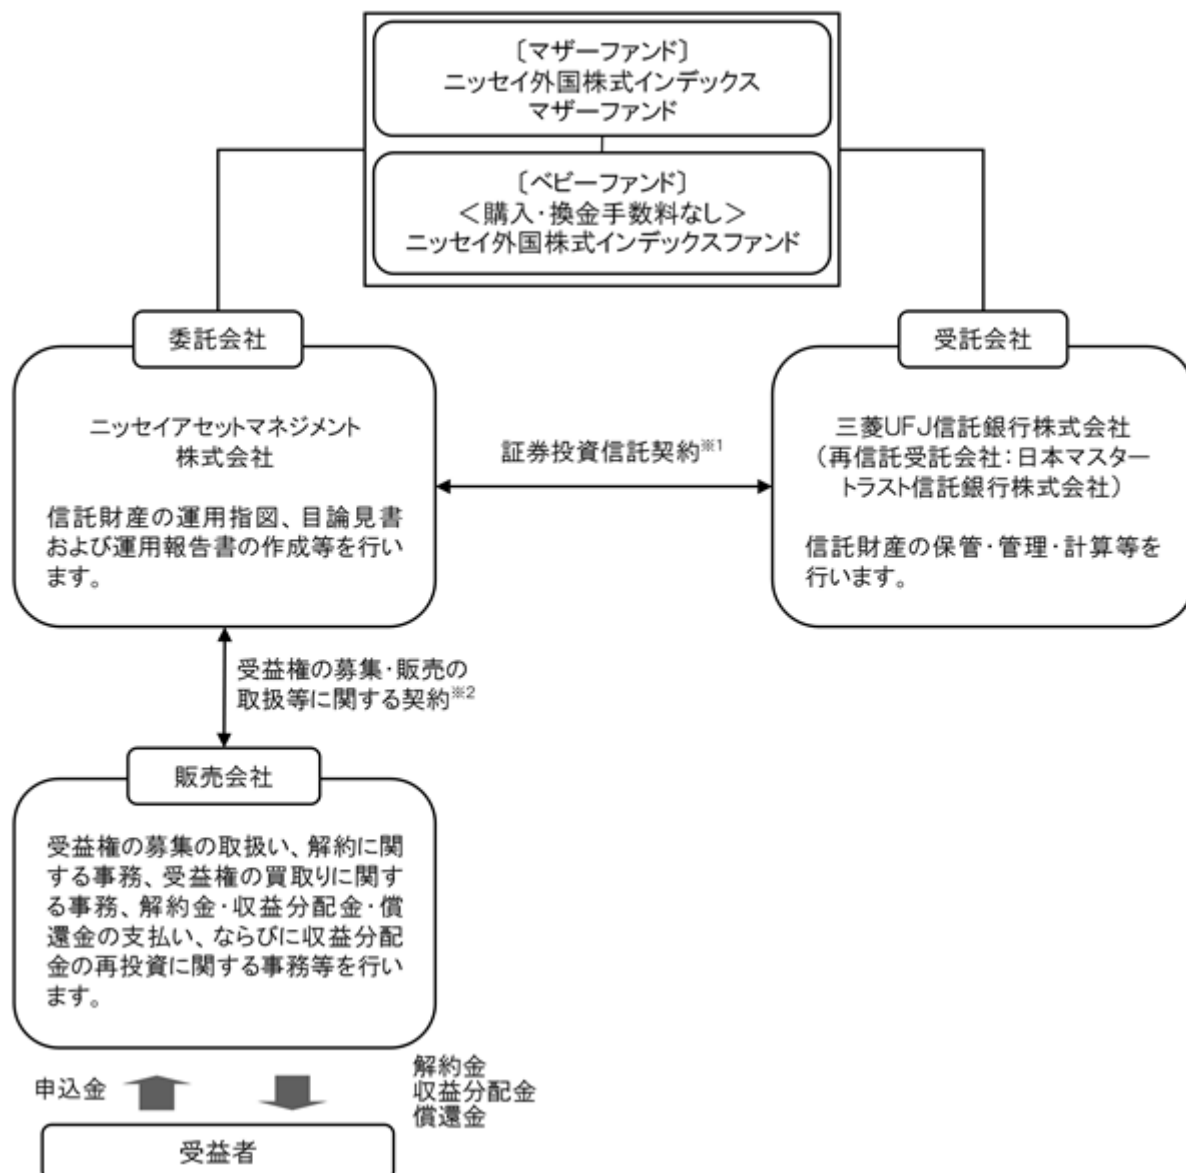 〔マザーファンド〕
ニッセイ外国株式インデックス
マザーファンド
〔ベビーファンド〕
＜購入・換金手数料なし＞
ニッセイ外国株式インデックスファンド
委託会社
ニッセイアセットマネジメント
株式会社
信託財産の運用指図、目論見書
および運用報告書の作成等を行い
ます。
証券投資信託契約※1
受託会社
三菱UFJ信託銀行株式会社
（再信託受託会社：日本マスター
トラスト信託銀行株式会社）
信託財産の保管・管理・計算等を
行います。
受益権の募集・販売の
取扱等に関する契約※2
販売会社
受益権の募集の取扱い、解約に関
する事務、受益権の買取りに関す
る事務、解約金・収益分配金・償
還金の支払い、ならびに収益分配
金の再投資に関する事務等を行い
ます。
申込金
解約金
収益分配金
償還金
受益者